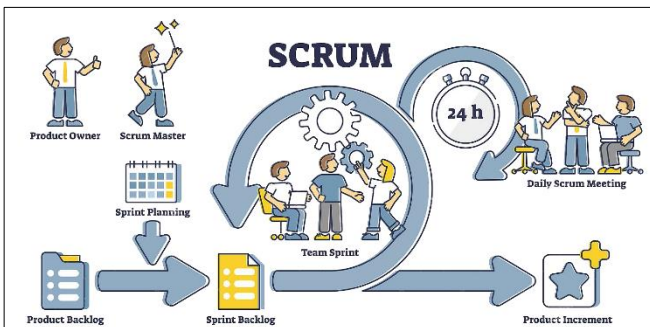 SCRUM
Product Owner
Scrum Master
24 h
Daily Scrum Meeting
Sprint Planning
Team Sprint
Product Backlog
Sprint Backlog
Product Increment